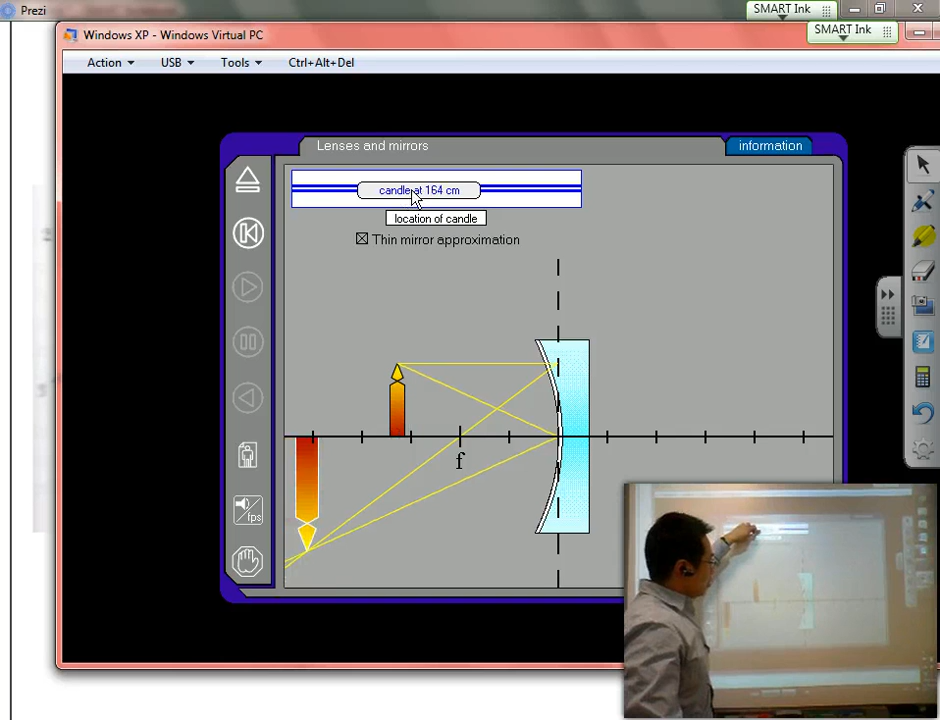 Prezi
SMART Ink
Windows XP - Windows Virtual PC
SMART Ink
Action USB Tools Ctrl+Alt+Del
Lenses and mirrors
information
candle at 164 cm
location of candle
Thin mirror approximation
f
fps